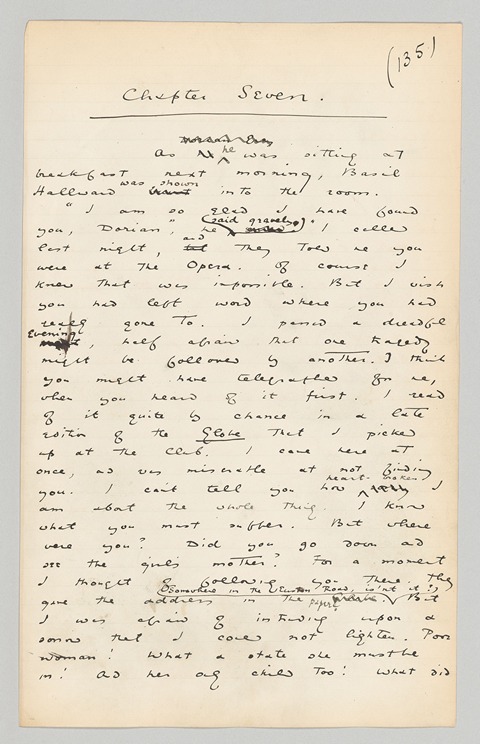 (135)
Chapter Seven.
Dorian Gray
As he was sitting at
breakfast next morning, Basil
Hallward was shown into the room.
"I am so glad I have found
you, Dorian," he (said gravely.) "I called
last night, and they told me you
were at the Opera. Of course I
knew that was impossible. But I wish
you had left word where you had
really gone to. I passed a dreadful
Evening, half afraid that one tragedy
might be followed by another. I think
you might have telegraphed for me,
when you heard of it first. I read
of it quite by chance in a late
edition of the Globe that I picked
up at the Club. I came here at
once, and was miserable at not finding
you. I can't tell you how heart-broken I
am about the whole thing. I know
what you must suffer. But where
were you? Did you go down and
see the girl's mother? For a moment
I thought of following you there. They
gave the address in the paper. (Somewhere in the Euston Road, is'nt it?) But
I was afraid of intruding upon a
sorrow that I could not lighten. Poor
woman! What a state she must be
in! And her only child too! What did